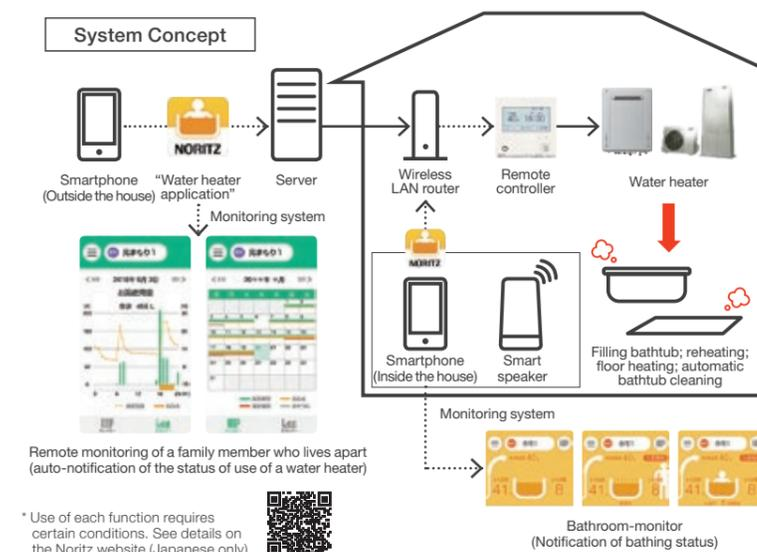 System Concept
NORITZ
Smartphone
(Outside the house)
"Water heater
application"
Server
Wireless
LAN router
Remote
controller
Water heater
Monitoring system
NORITZ
Smartphone
(Inside the house)
Smart
speaker
Filling bathtub; reheating;
floor heating; automatic
bathtub cleaning
Monitoring system
Remote monitoring of a family member who lives apart
(auto-notification of the status of use of a water heater)
Bathroom-monitor
(Notification of bathing status)
* Use of each function requires
certain conditions. See details on
the Noritz website (Japanese only)